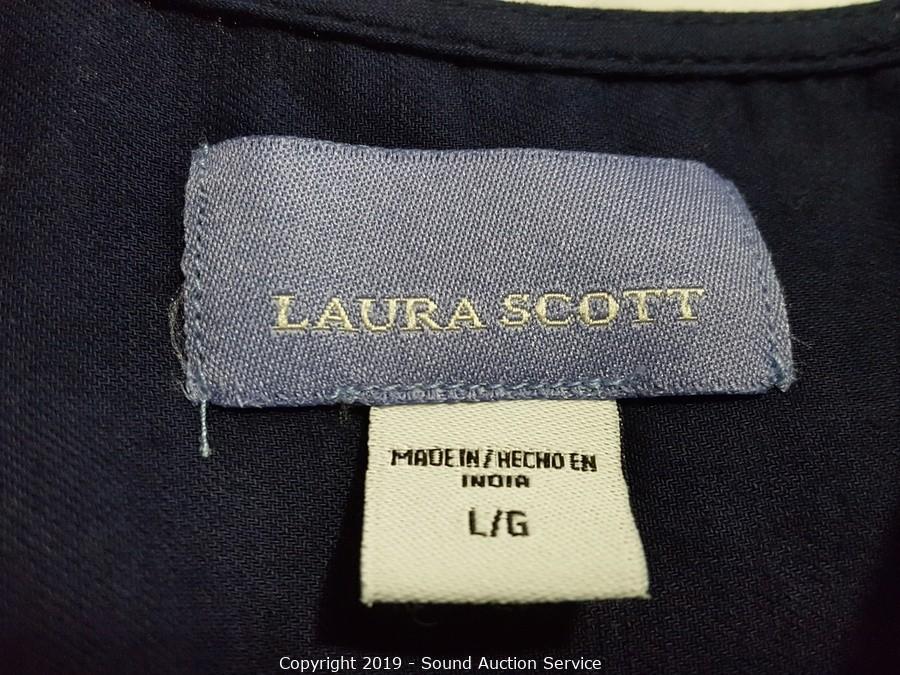 LAURA SCOTT
MADE IN / HECHO EN
INDIA
L/G
Copyright 2019 - Sound Auction Service